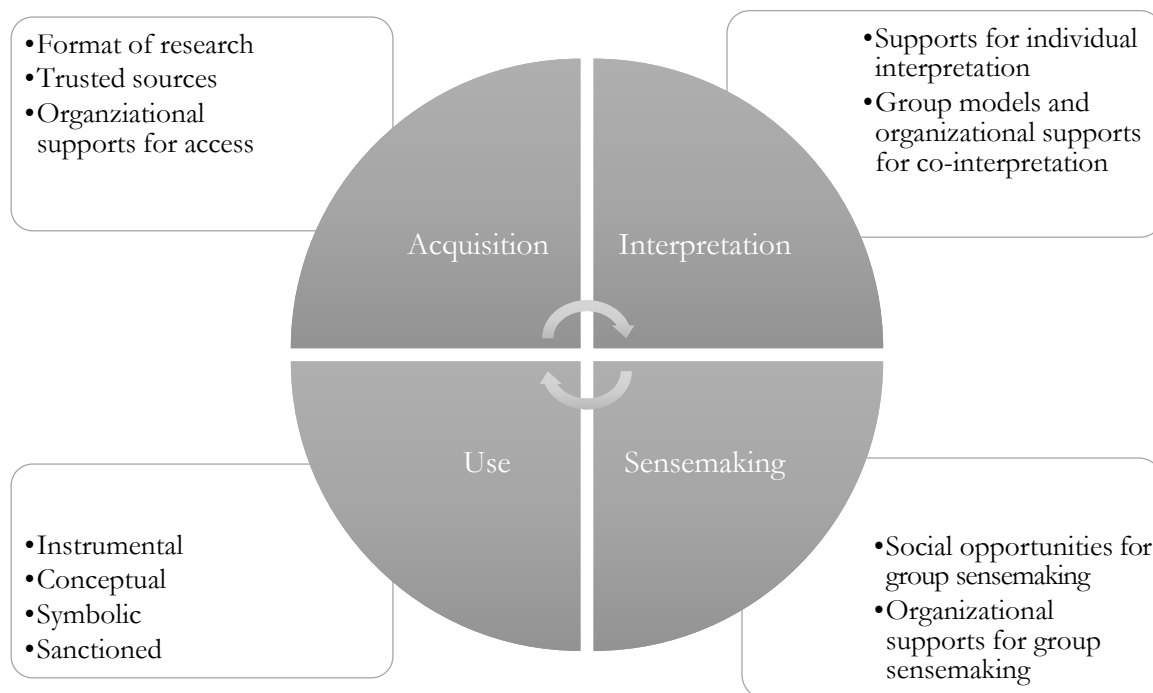 •Format of research
•Trusted sources
•Organziational
supports for access
•Supports for individual
interpretation
•Group models and
organizational supports
for co-interpretation
Acquisition
Interpretation
Use
Sensemaking
•Instrumental
•Conceptual
•Symbolic
•Sanctioned
•Social opportunities for
group sensemaking
•Organizational
supports for group
sensemaking